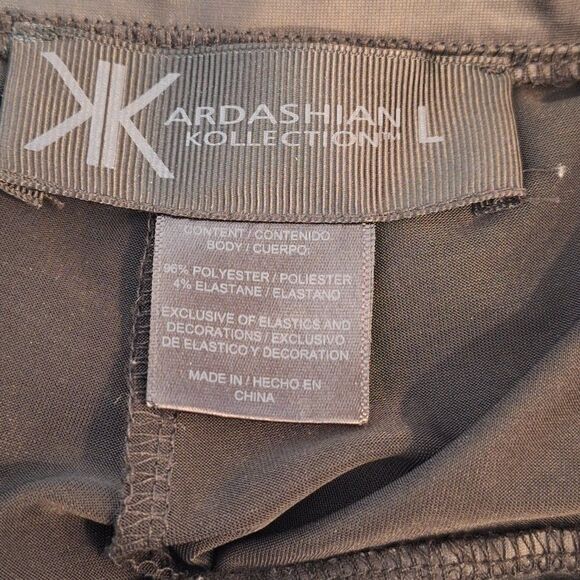 KARDASHIAN L
KOLLECTION™
CONTENT / CONTENIDO
BODY / CUERPO:
96% POLYESTER / POLIESTER
4% ELASTANE / ELASTANO
EXCLUSIVE OF ELASTICS AND
DECORATIONS / EXCLUSIVO
DE ELASTICO Y DECORATION
MADE IN / HECHO EN
CHINA